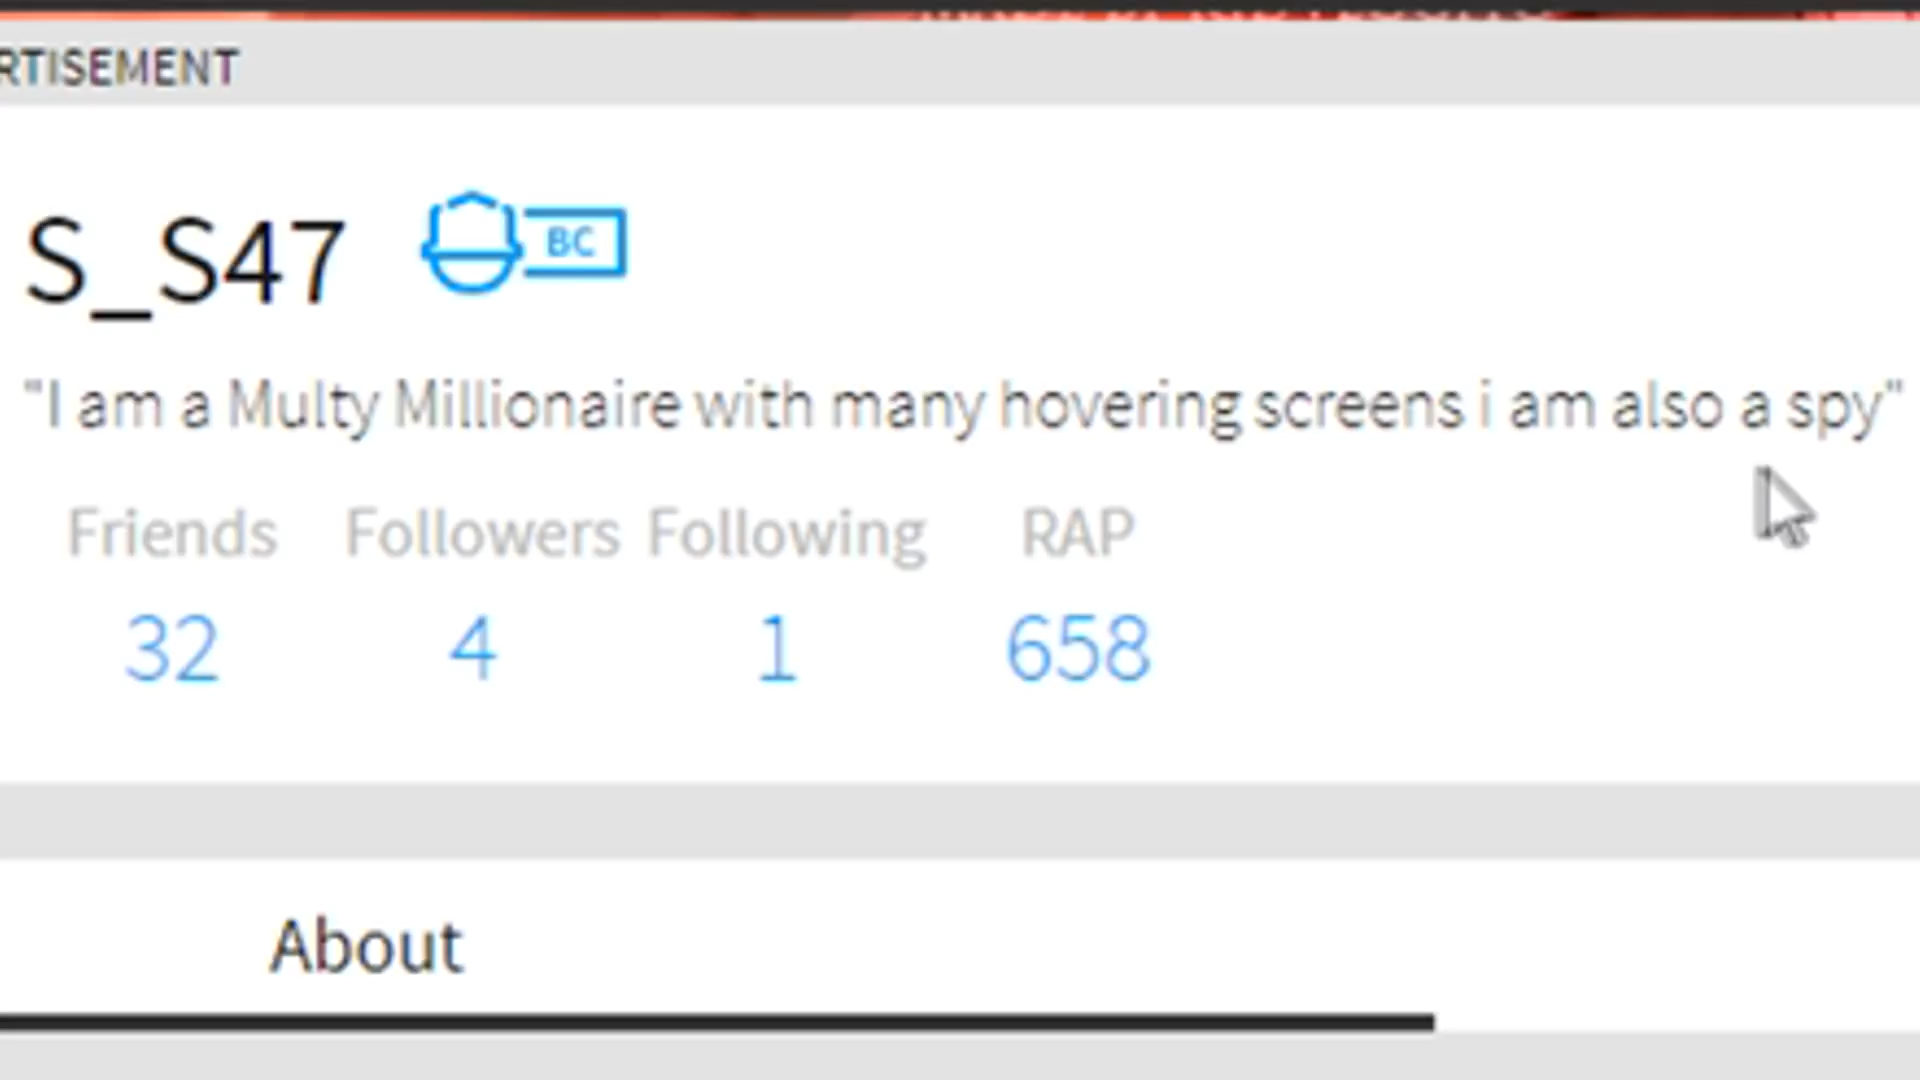 RTISEMENT
S_S47 BC
"I am a Multy Millionaire with many hovering screens i am also a spy"
Friends Followers Following RAP
32 4 1 658
About